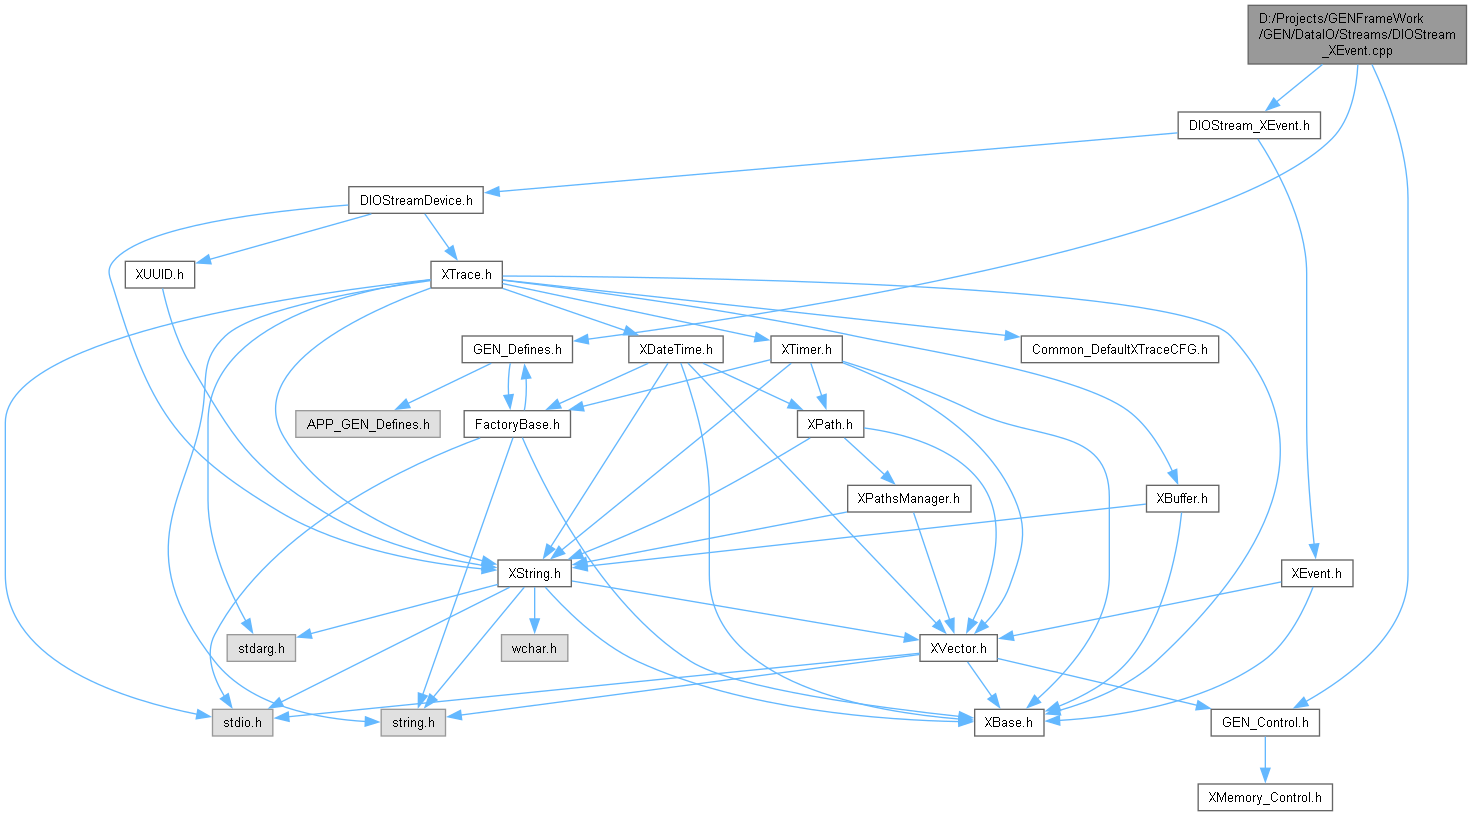 D:/Projects/GENFrameWork
/GEN/DataIO/Streams/DIOStream
_XEvent.cpp
DIOStream_XEvent.h
DIOStreamDevice.h
XUUID.h
XTrace.h
GEN_Defines.h
XDateTime.h
XTimer.h
Common_DefaultXTraceCFG.h
APP_GEN_Defines.h
FactoryBase.h
XPath.h
XPathsManager.h
XBuffer.h
XString.h
XEvent.h
stdarg.h
wchar.h
XVector.h
stdio.h
string.h
XBase.h
GEN_Control.h
XMemory_Control.h